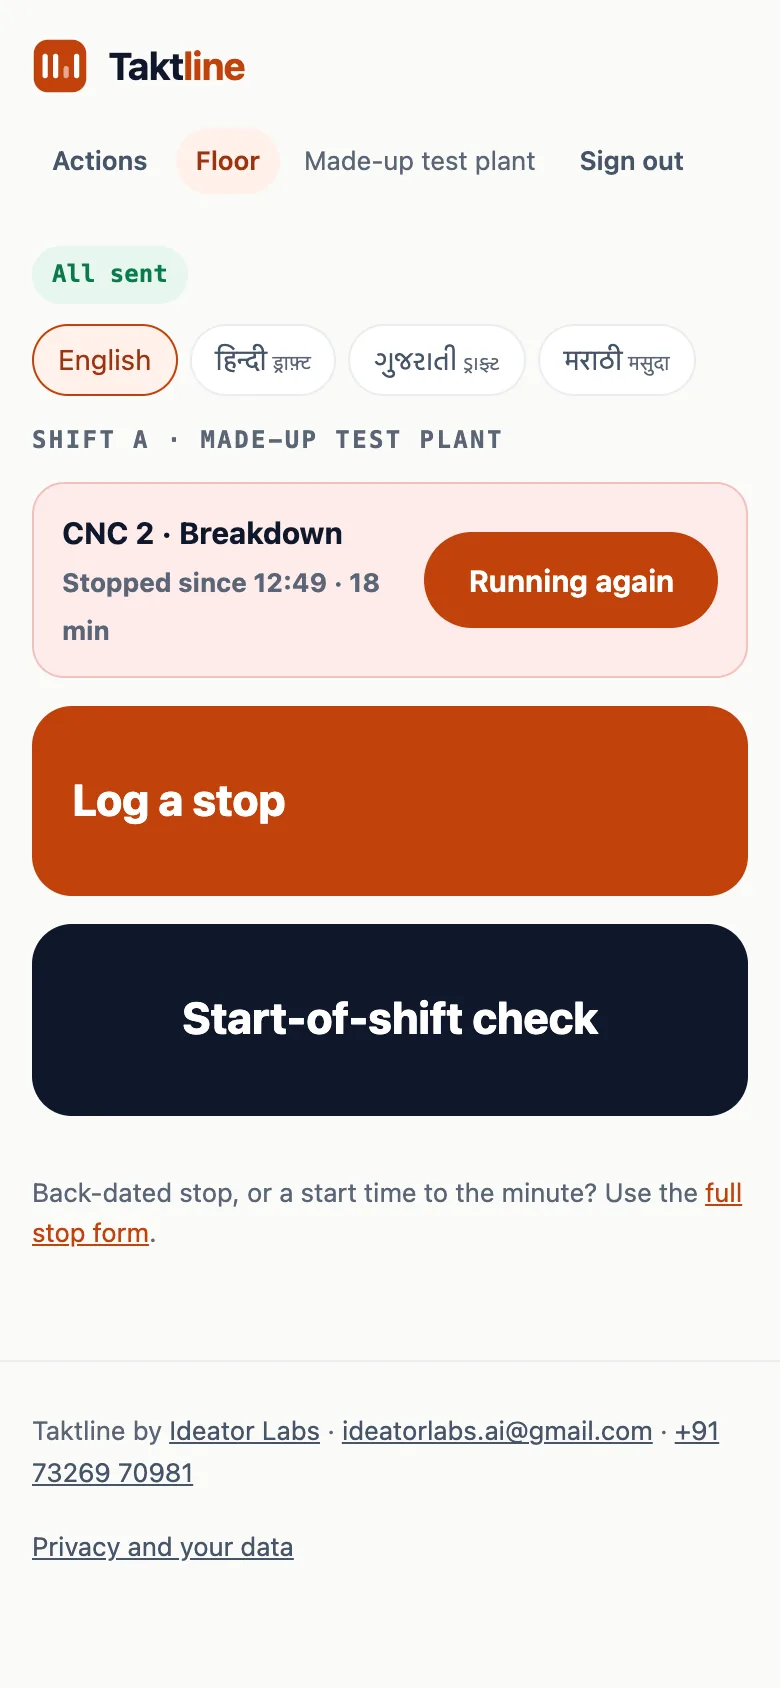 Taktline
Actions Floor Made-up test plant Sign out
All sent
English हिन्दी ड्राफ़्ट ગુજરાતી ડ્રાફ્ટ मराठी मसुदा
SHIFT A · MADE-UP TEST PLANT
CNC 2 · Breakdown
Stopped since 12:49 · 18
min
Running again
Log a stop
Start-of-shift check
Back-dated stop, or a start time to the minute? Use the full
stop form.
Taktline by Ideator Labs · ideatorlabs.ai@gmail.com · +91
73269 70981
Privacy and your data